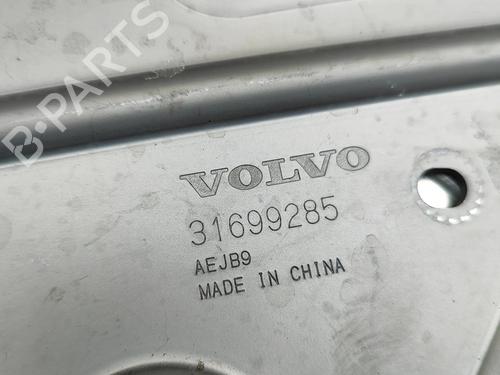 B-PARTS
VOLVO
31699285
AEJB9
MADE IN CHINA